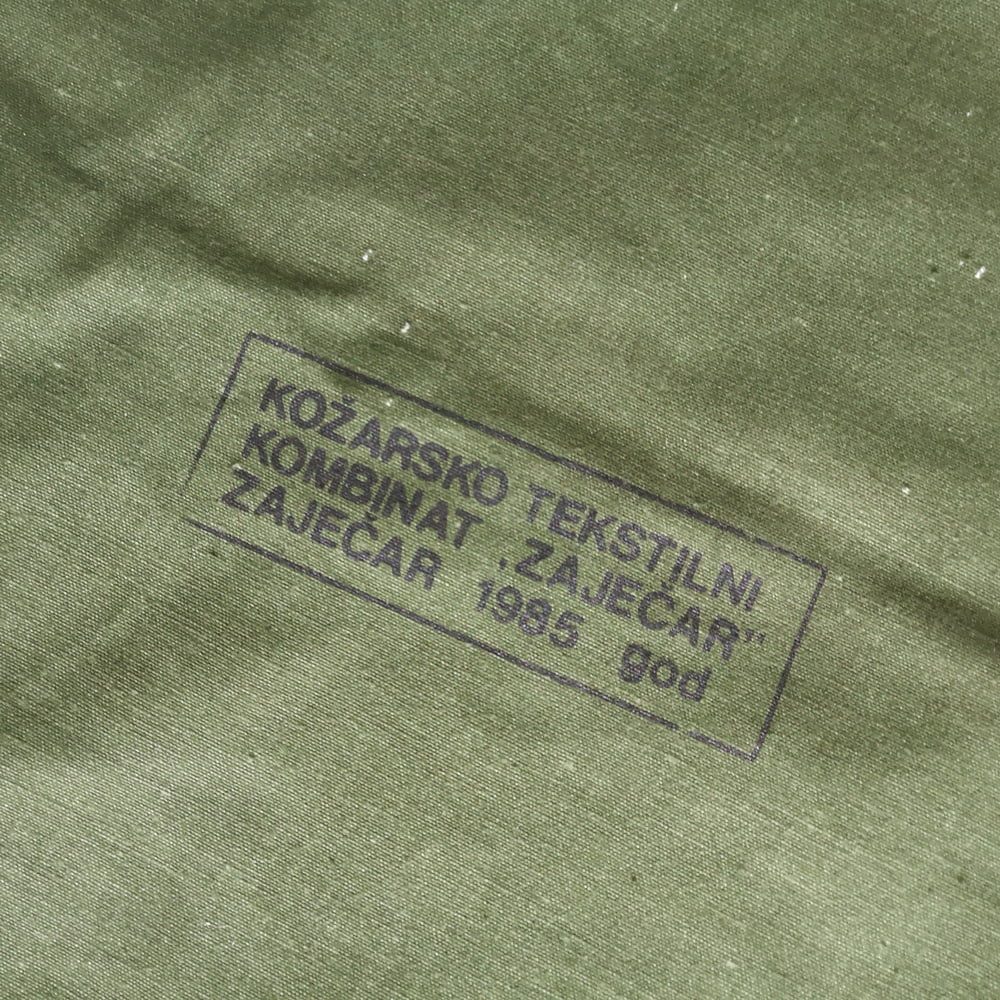 KOŽARSKO TEKSTILNI
KOMBINAT „ZAJEČAR"
ZAJEČAR 1985 god